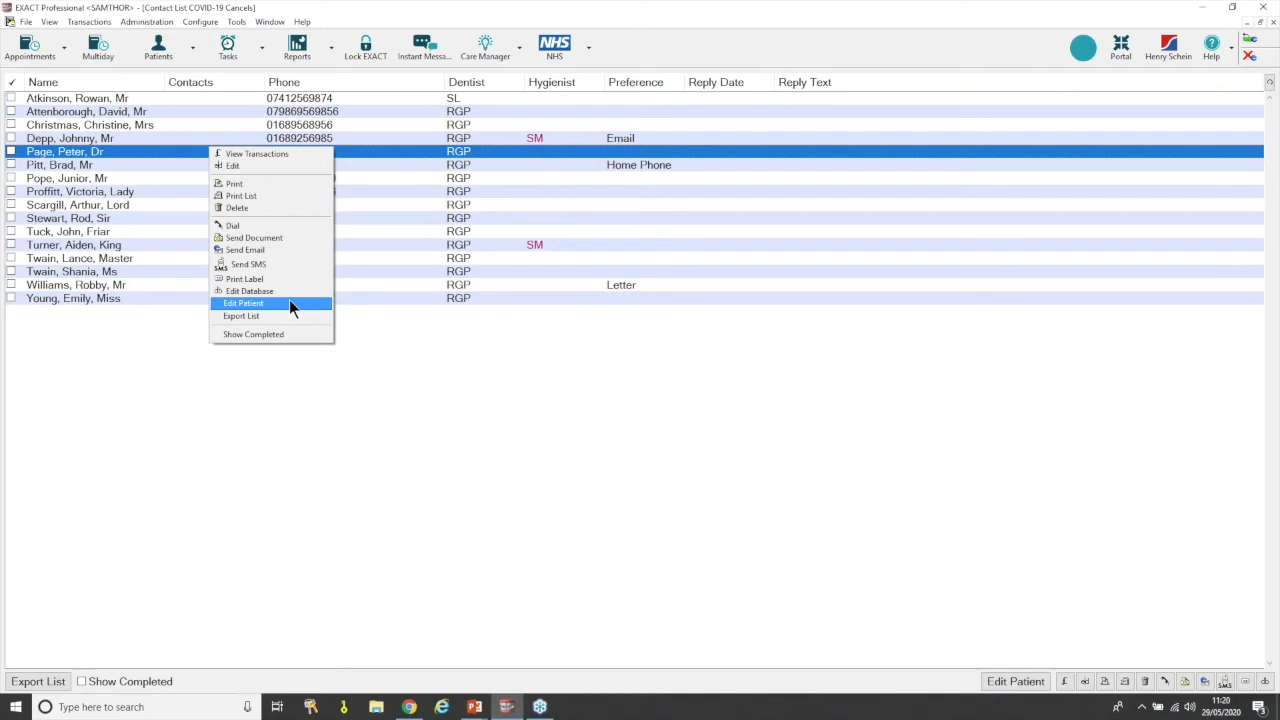 EXACT Professional <SAMTHOR> - [Contact List COVID-19 Cancels]
File View Transactions Administration Configure Tools Window Help
Appointments Multiday Patients Tasks Reports Lock EXACT Instant Messa... Care Manager NHS NHS Portal Henry Schein Help
✓ Name Contacts Phone Dentist Hygienist Preference Reply Date Reply Text
Atkinson, Rowan, Mr 07412569874 SL
Attenborough, David, Mr 079869569856 RGP
Christmas, Christine, Mrs 01689568956 RGP
Depp, Johnny, Mr 01689256985 RGP SM Email
Page, Peter, Dr RGP
Pitt, Brad, Mr RGP Home Phone
Pope, Junior, Mr RGP
Proffitt, Victoria, Lady RGP
Scargill, Arthur, Lord RGP
Stewart, Rod, Sir RGP
Tuck, John, Friar RGP
Turner, Aiden, King RGP SM
Twain, Lance, Master RGP
Twain, Shania, Ms RGP
Williams, Robby, Mr RGP Letter
Young, Emily, Miss RGP
View Transactions
Edit
Print
Print List
Delete
Dial
Send Document
Send Email
SMS Send SMS
Print Label
Edit Database
Edit Patient
Export List
Show Completed
Export List Show Completed Edit Patient SMS
Type here to search
11:20
29/05/2020
3